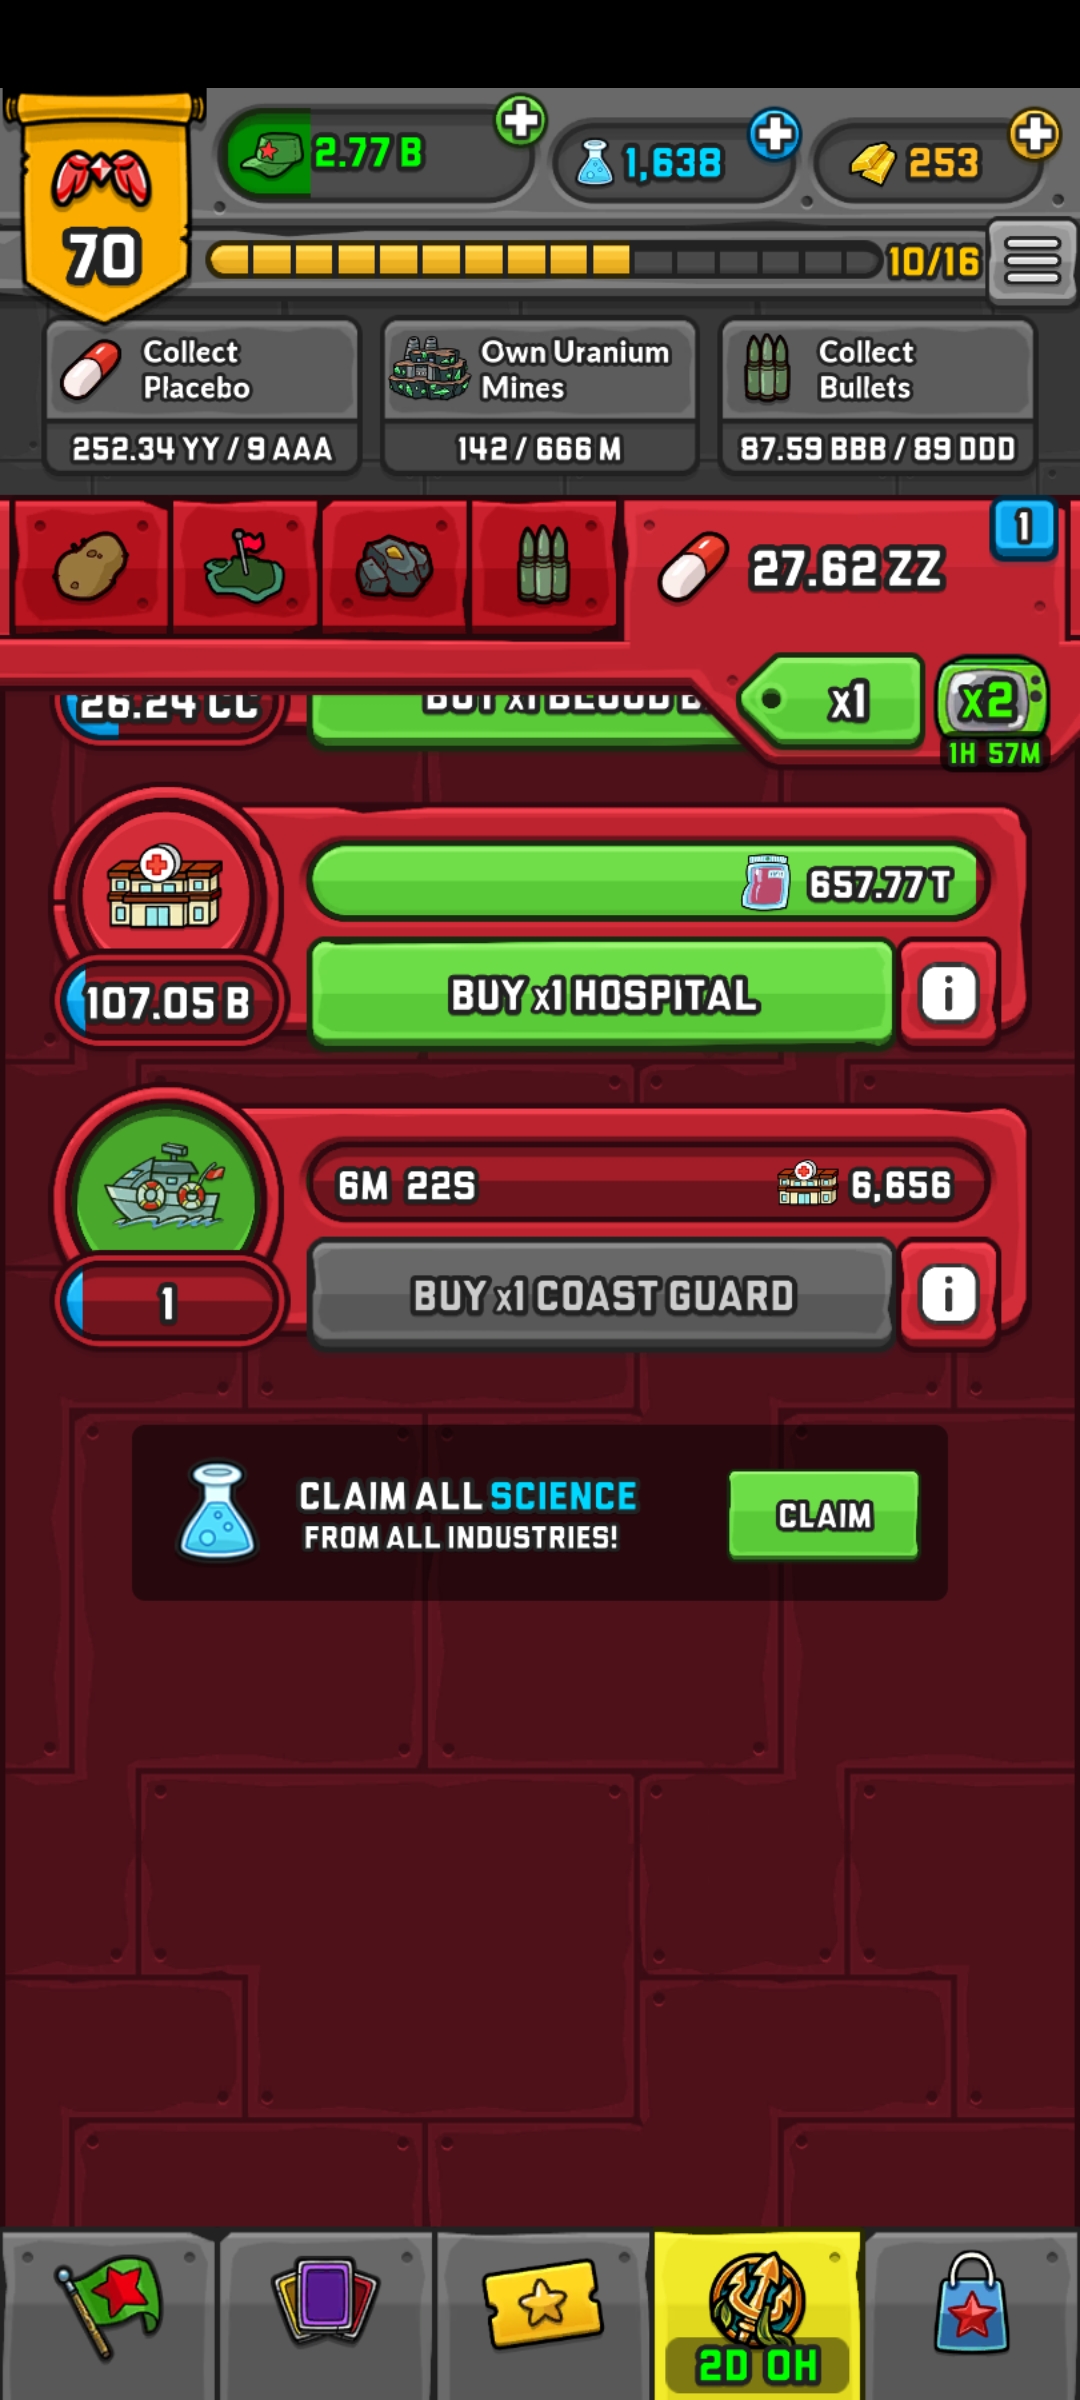 2.77 B
1,638
253
70
10/16
Collect
Placebo
252.34 YY / 9 AAA
Own Uranium
Mines
142 / 666 M
Collect
Bullets
87.59 BBB / 89 DDD
27.62 ZZ
1
x1
x2
1H 57M
26.24 CC
BUY x1 BLOOD
657.77 T
107.05 B
BUY x1 HOSPITAL
i
6M 22S
6,656
1
BUY x1 COAST GUARD
i
CLAIM ALL SCIENCE
FROM ALL INDUSTRIES!
CLAIM
2D 0H